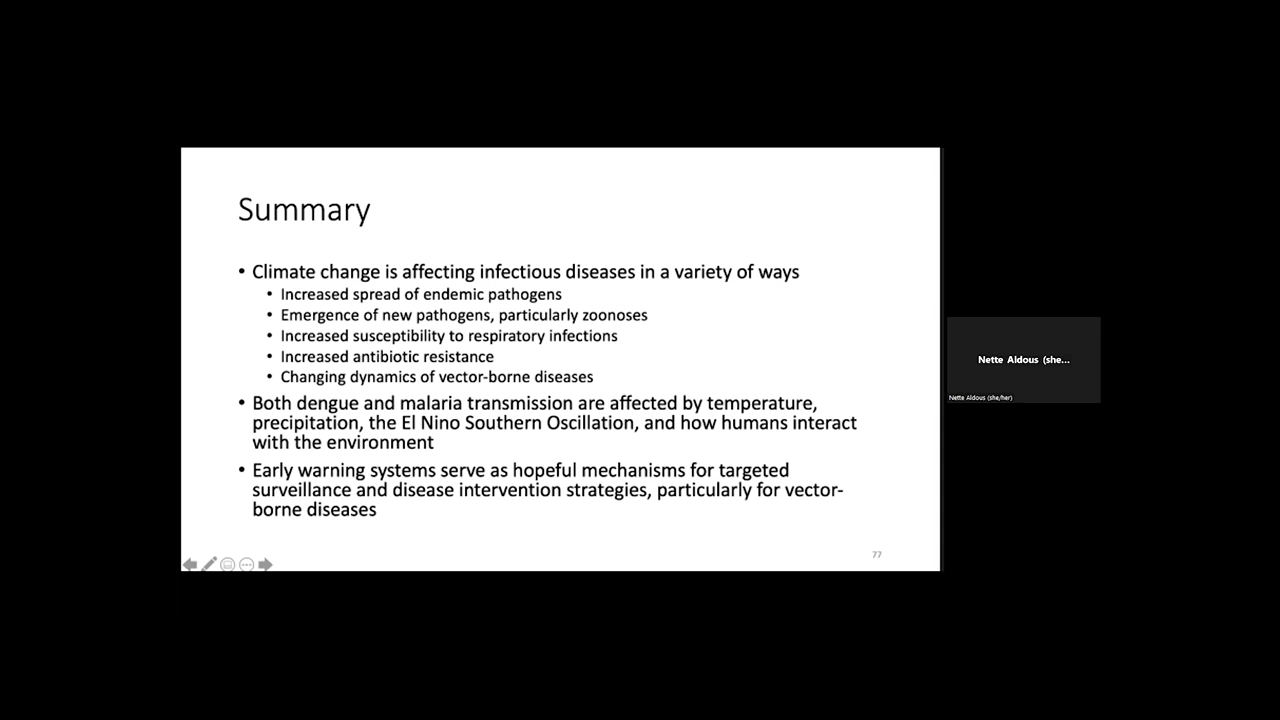 Summary
• Climate change is affecting infectious diseases in a variety of ways
• Increased spread of endemic pathogens
• Emergence of new pathogens, particularly zoonoses
• Increased susceptibility to respiratory infections
• Increased antibiotic resistance
• Changing dynamics of vector-borne diseases
• Both dengue and malaria transmission are affected by temperature,
precipitation, the El Nino Southern Oscillation, and how humans interact
with the environment
• Early warning systems serve as hopeful mechanisms for targeted
surveillance and disease intervention strategies, particularly for vector-
borne diseases
77
Nette Aldous (she...
Nette Aldous (she/her)